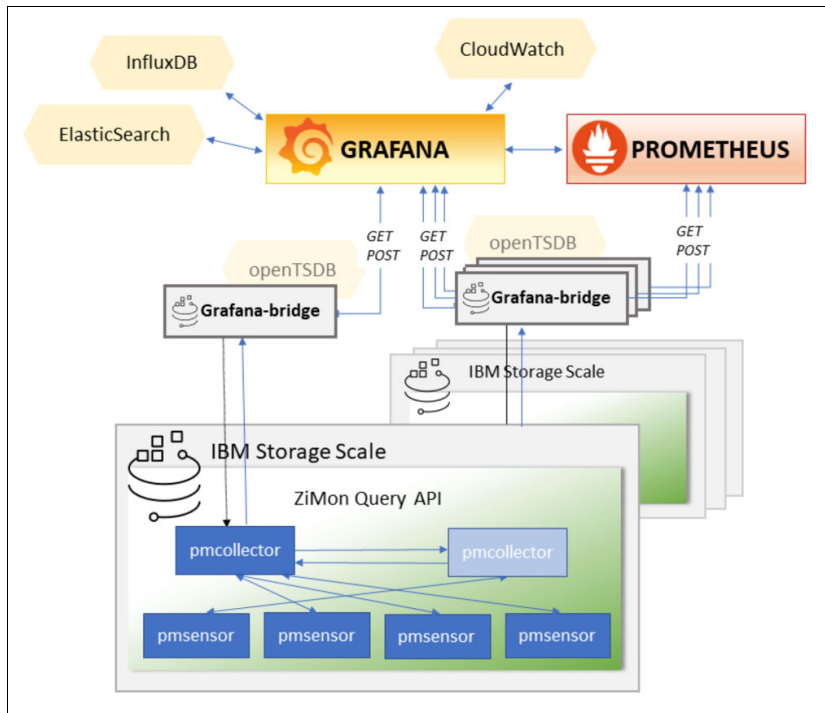 CloudWatch
InfluxDB
ElasticSearch
GRAFANA
PROMETHEUS
GET
POST
GET
POST
GET
POST
openTSDB
openTSDB
Grafana-bridge
Grafana-bridge
IBM Storage Scale
IBM Storage Scale
ZiMon Query API
pmcollector
pmcollector
pmsensor
pmsensor
pmsensor
pmsensor